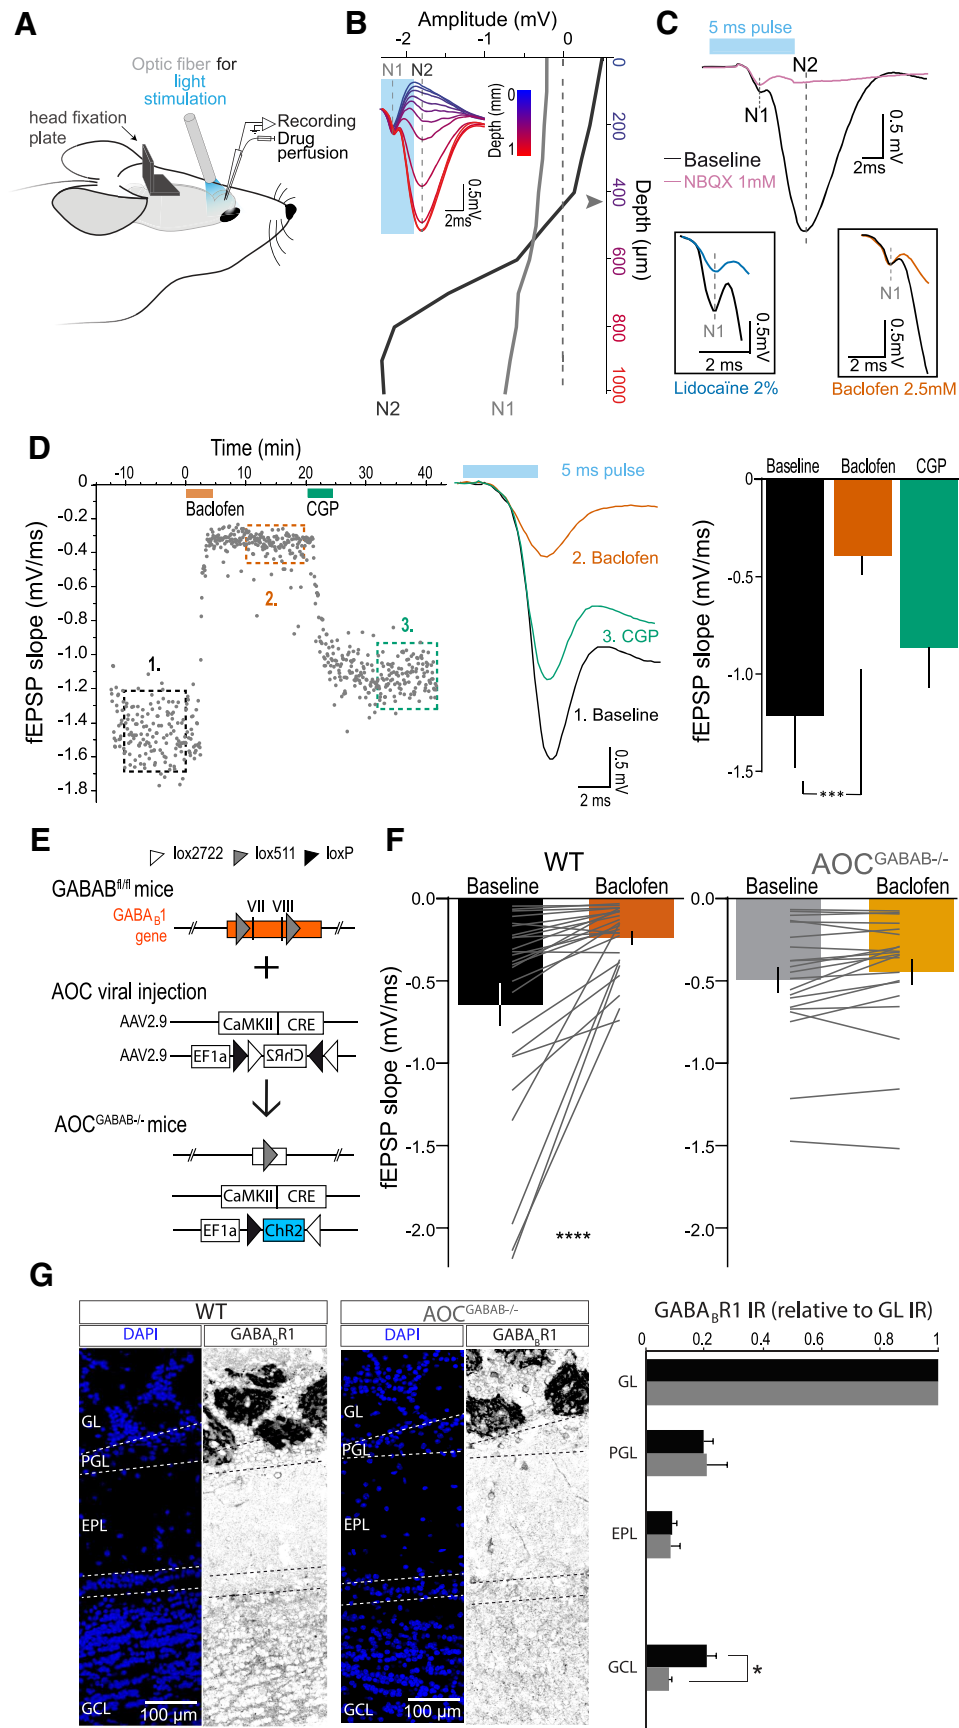 A
Optic fiber for
light
stimulation
head fixation
plate
Recording
Drug
perfusion
B
Amplitude (mV)
-2
-1
0
N1
N2
Depth (mm)
0
1
0.5mV
2ms
0
200
400
600
800
1000
Depth (µm)
N2
N1
C
5 ms pulse
N2
N1
0.5 mV
2ms
Baseline
NBQX 1mM
N1
0.5mV
2 ms
Lidocaïne 2%
N1
0.5mV
2 ms
Baclofen 2.5mM
D
Time (min)
-10
0
10
20
30
40
0
-0.2
-0.4
-0.6
-0.8
-1.0
-1.2
-1.4
-1.6
-1.8
fEPSP slope (mV/ms)
Baclofen
CGP
1.
2.
3.
5 ms pulse
2. Baclofen
3. CGP
1. Baseline
0.5 mV
2 ms
Baseline
Baclofen
CGP
0
-0.5
-1.0
-1.5
fEPSP slope (mV/ms)
***
E
lox2722
lox511
loxP
GABAB fl/fl mice
VII
VIII
GABA B1
gene
+
AOC viral injection
AAV2.9
CaMKII
CRE
AAV2.9
EF1a
ChR2
AOC GABAB-/- mice
CaMKII
CRE
EF1a
ChR2
F
WT
Baseline
Baclofen
0.0
-0.5
-1.0
-1.5
-2.0
fEPSP slope (mV/ms)
****
AOC GABAB-/-
Baseline
Baclofen
0.0
-0.5
-1.0
-1.5
-2.0
G
WT
DAPI
GABABR1
GL
PGL
EPL
GCL
100 µm
AOC GABAB-/-
DAPI
GABABR1
GL
PGL
EPL
GCL
100 µm
GABABR1 IR (relative to GL IR)
0
0.2
0.4
0.6
0.8
1
GL
PGL
EPL
GCL
*